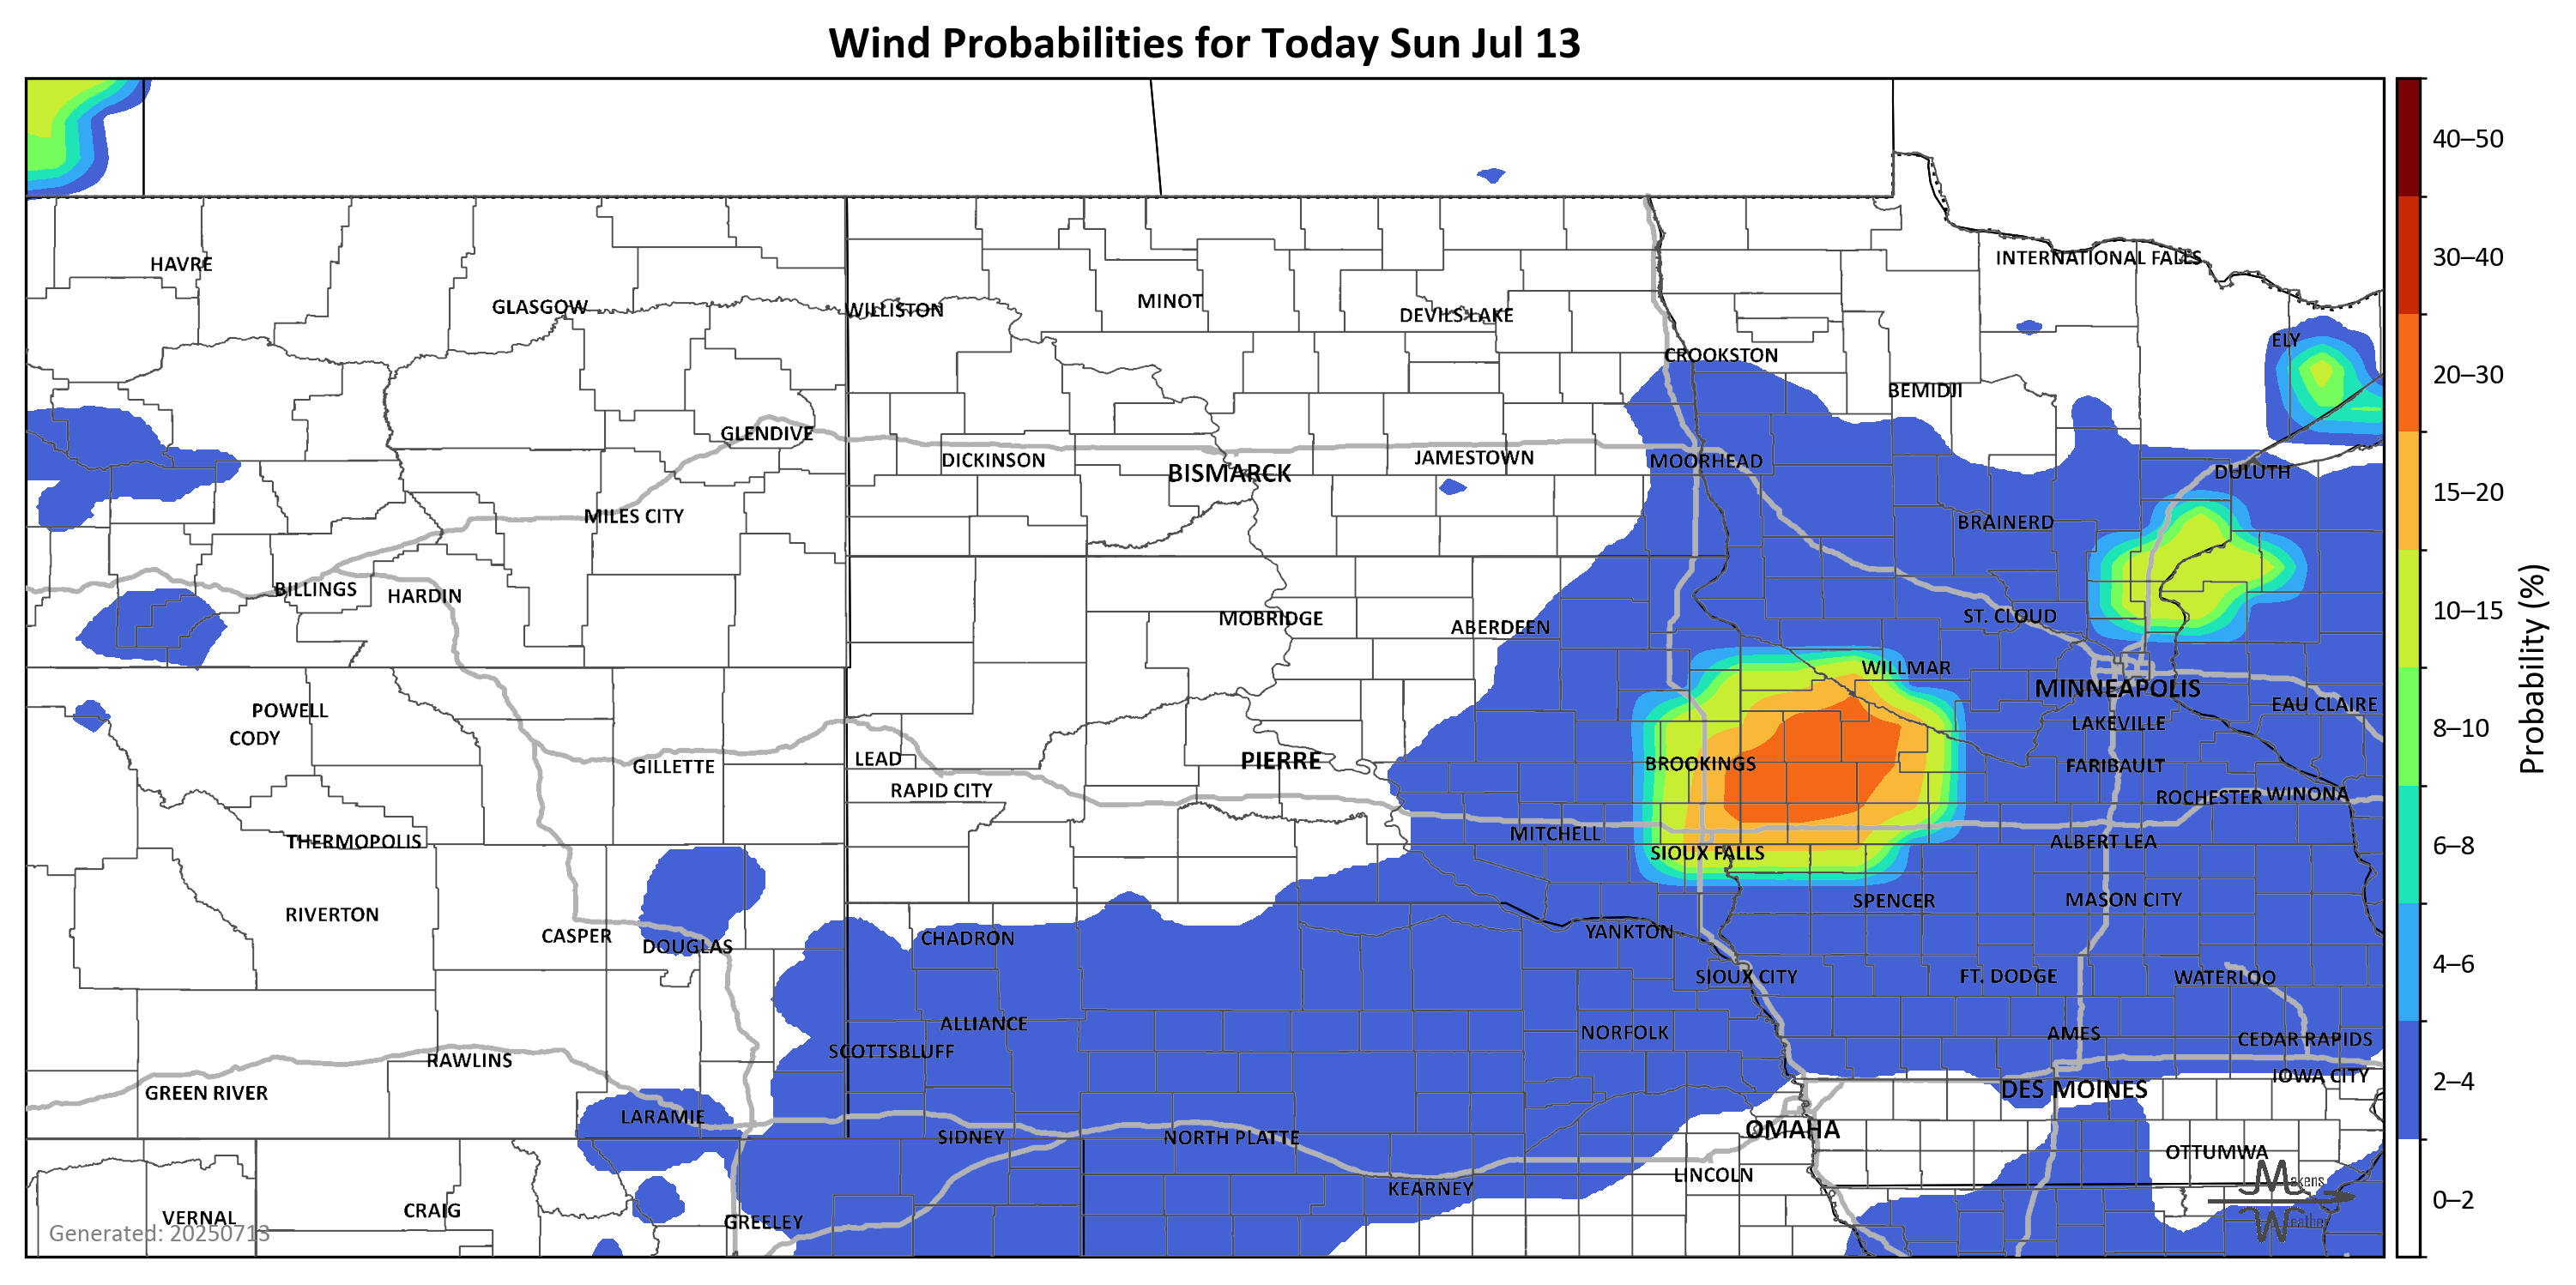 Wind Probabilities for Today Sun Jul 13
HAVRE
GLASGOW
WILLISTON
MINOT
DEVILS LAKE
CROOKSTON
INTERNATIONAL FALLS
ELY
BEMIDJI
GLENDIVE
DICKINSON
BISMARCK
JAMESTOWN
MOORHEAD
DULUTH
MILES CITY
BRAINERD
BILLINGS
HARDIN
MOBRIDGE
ABERDEEN
ST. CLOUD
WILLMAR
MINNEAPOLIS
EAU CLAIRE
POWELL
CODY
LAKEVILLE
GILLETTE
LEAD
PIERRE
BROOKINGS
FARIBAULT
RAPID CITY
ROCHESTER
WINONA
THERMOPOLIS
MITCHELL
ALBERT LEA
SIOUX FALLS
RIVERTON
SPENCER
MASON CITY
CASPER
DOUGLAS
CHADRON
YANKTON
SIOUX CITY
FT. DODGE
WATERLOO
ALLIANCE
NORFOLK
AMES
CEDAR RAPIDS
SCOTTSBLUFF
RAWLINS
GREEN RIVER
DES MOINES
IOWA CITY
LARAMIE
SIDNEY
NORTH PLATTE
OMAHA
OTTUMWA
LINCOLN
KEARNEY
VERNAL
CRAIG
GREELEY
Generated: 20250713
Makens
Weather
40–50
30–40
20–30
15–20
10–15
8–10
6–8
4–6
2–4
0–2
Probability (%)